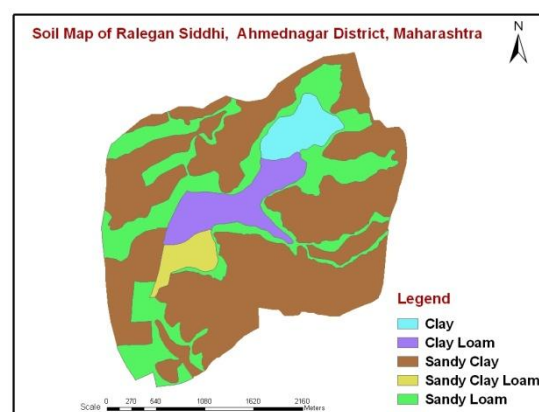 Soil Map of Ralegan Siddhi, Ahmednagar District, Maharashtra
N
Legend
Clay
Clay Loam
Sandy Clay
Sandy Clay Loam
Sandy Loam
Scale 0 270 540 1080 1620 2160
Meters